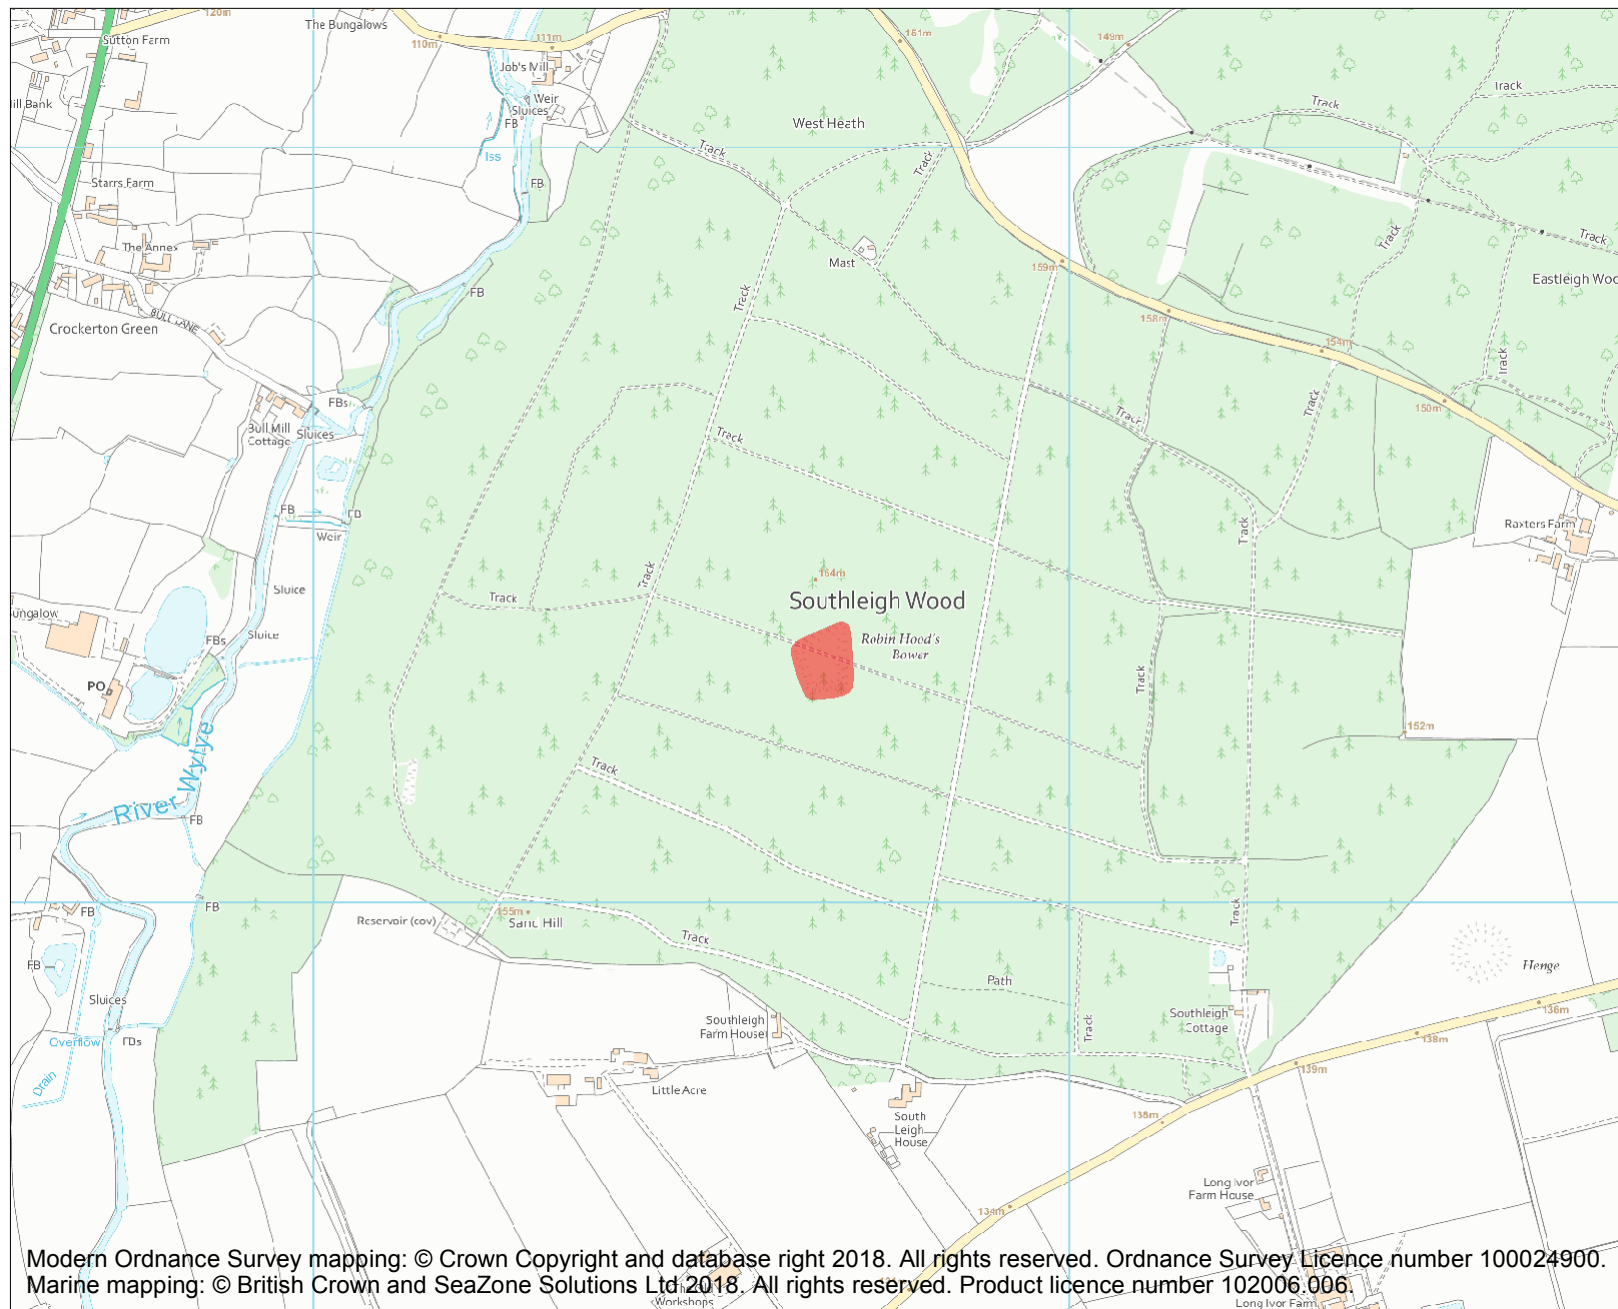 120m
The Bungalows
Sutton Farm
110m
111m
151m
149m
Job's Mill
Weir
Sluices
FB
Track
Track
West Heath
Track
Track
Iss
FB
Starrs Farm
Track
Track
The Annex
Mast
159m
Eastleigh Woo
FB
Track
BULL LANE
Crockerton Green
158m
154m
Track
FBs
Track
150m
Bull Mill
Cottage
Sluices
Track
Track
FB
FB
Track
Raxters Farm
Weir
164m
Sluice
Track
Track
Southleigh Wood
ungalow
FBs
Sluice
Robin Hood's
Bower
PO
Track
152m
River Wylye
Track
FB
FB
FB
Reservoir (cov)
155m
Sand Hill
Track
Track
Henge
FB
Path
Sluices
Southleigh
Farm House
Track
Southleigh
Cottage
136m
Overflow
FBs
138m
Drain
Little Acre
139m
South
Leigh
House
138m
Long Ivor
Farm House
134m
Modern Ordnance Survey mapping: © Crown Copyright and database right 2018. All rights reserved. Ordnance Survey Licence number 100024900.
Marine mapping: © British Crown and SeaZone Solutions Ltd 2018. All rights reserved. Product licence number 102006.006.
Workshops
Long Ivor Farm